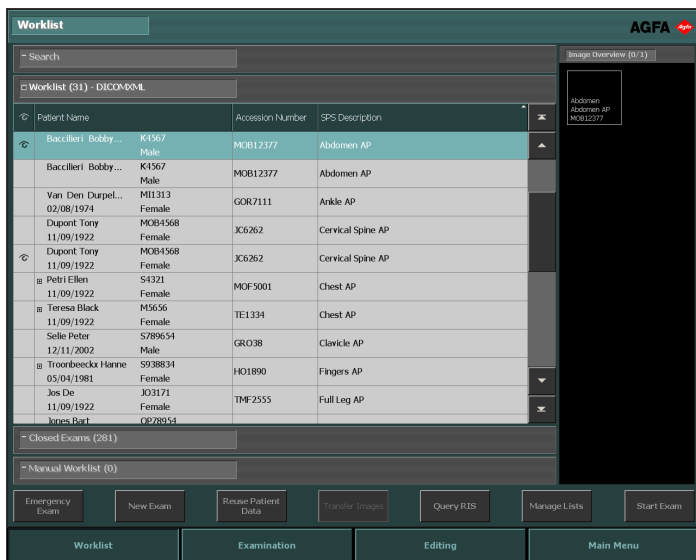 Worklist
AGFA
Agfa
Search
Image Overview (0/1)
Worklist (31) - DICOMXML
Abdomen
Abdomen AP
MOB12377
Patient Name Accession Number SPS Description
Baccilieri Bobby... K4567 MOB12377 Abdomen AP
Male
Baccilieri Bobby... K4567 MOB12377 Abdomen AP
Male
Van Den Durpel... MI1313 GOR7111 Ankle AP
02/08/1974 Female
Dupont Tony MOB4568 JC6262 Cervical Spine AP
11/09/1922 Female
Dupont Tony MOB4568 JC6262 Cervical Spine AP
11/09/1922 Female
Petri Ellen S4321 MOF5001 Chest AP
11/09/1922 Female
Teresa Black M5656 TE1334 Chest AP
11/09/1922 Female
Selie Peter S789654 GRO38 Clavicle AP
12/11/2002 Male
Troonbeeckx Hanne S938834 HO1890 Fingers AP
05/04/1981 Female
Jos De JO3171 TMF2555 Full Leg AP
11/09/1922 Female
Jones Bart OP78954
Closed Exams (281)
Manual Worklist (0)
Emergency Exam
New Exam
Reuse Patient Data
Transfer Images
Query RIS
Manage Lists
Start Exam
Worklist
Examination
Editing
Main Menu